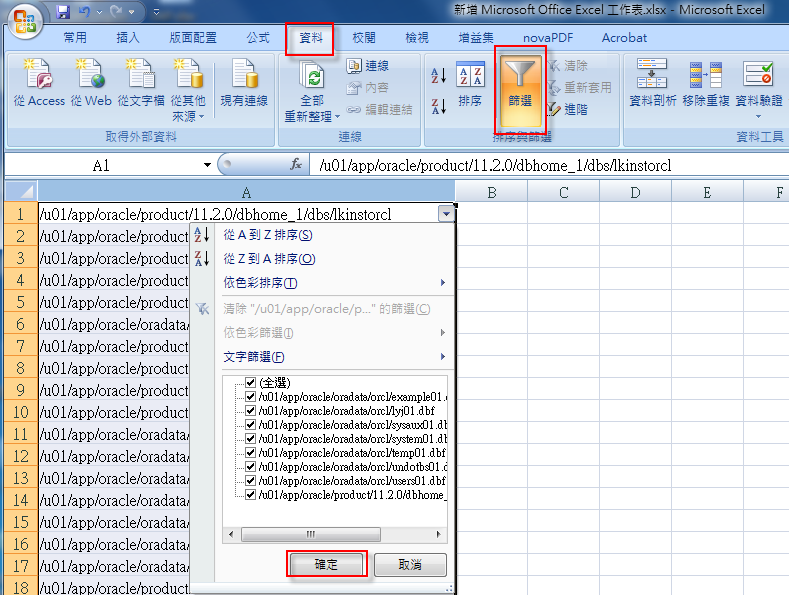 新增 Microsoft Office Excel 工作表.xlsx - Microsoft Excel
常用 插入 版面配置 公式 資料 校閱 檢視 增益集 novaPDF Acrobat
從 Access 從 Web 從文字檔 從其他來源 現有連線
取得外部資料
全部重新整理
連線
內容
編輯連結
連線
排序
篩選
清除
重新套用
進階
排序與篩選
資料剖析 移除重複 資料驗證
資料工具
A1 fx /u01/app/oracle/product/11.2.0/dbhome_1/dbs/lkinstorcl
A B C D E F
1 /u01/app/oracle/product/11.2.0/dbhome_1/dbs/lkinstorcl
2 /u01/app/oracle/product
3 /u01/app/oracle/product
4 /u01/app/oracle/product
5 /u01/app/oracle/product
6 /u01/app/oracle/oradata/
7 /u01/app/oracle/product
8 /u01/app/oracle/product
9 /u01/app/oracle/product
10 /u01/app/oracle/product
11 /u01/app/oracle/oradata/
12 /u01/app/oracle/oradata/
13 /u01/app/oracle/oradata/
14 /u01/app/oracle/oradata/
15 /u01/app/oracle/oradata/
16 /u01/app/oracle/oradata/
17 /u01/app/oracle/oradata/
18 /u01/app/oracle/product
從 A 到 Z 排序(S)
從 Z 到 A 排序(O)
依色彩排序(T)
清除 "/u01/app/oracle/p..." 的篩選(C)
依色彩篩選(I)
文字篩選(F)
(全選)
/u01/app/oracle/oradata/orcl/example01.d
/u01/app/oracle/oradata/orcl/lyj01.dbf
/u01/app/oracle/oradata/orcl/sysaux01.db
/u01/app/oracle/oradata/orcl/system01.db
/u01/app/oracle/oradata/orcl/temp01.dbf
/u01/app/oracle/oradata/orcl/undotbs01.d
/u01/app/oracle/oradata/orcl/users01.dbf
/u01/app/oracle/product/11.2.0/dbhome_
確定 取消